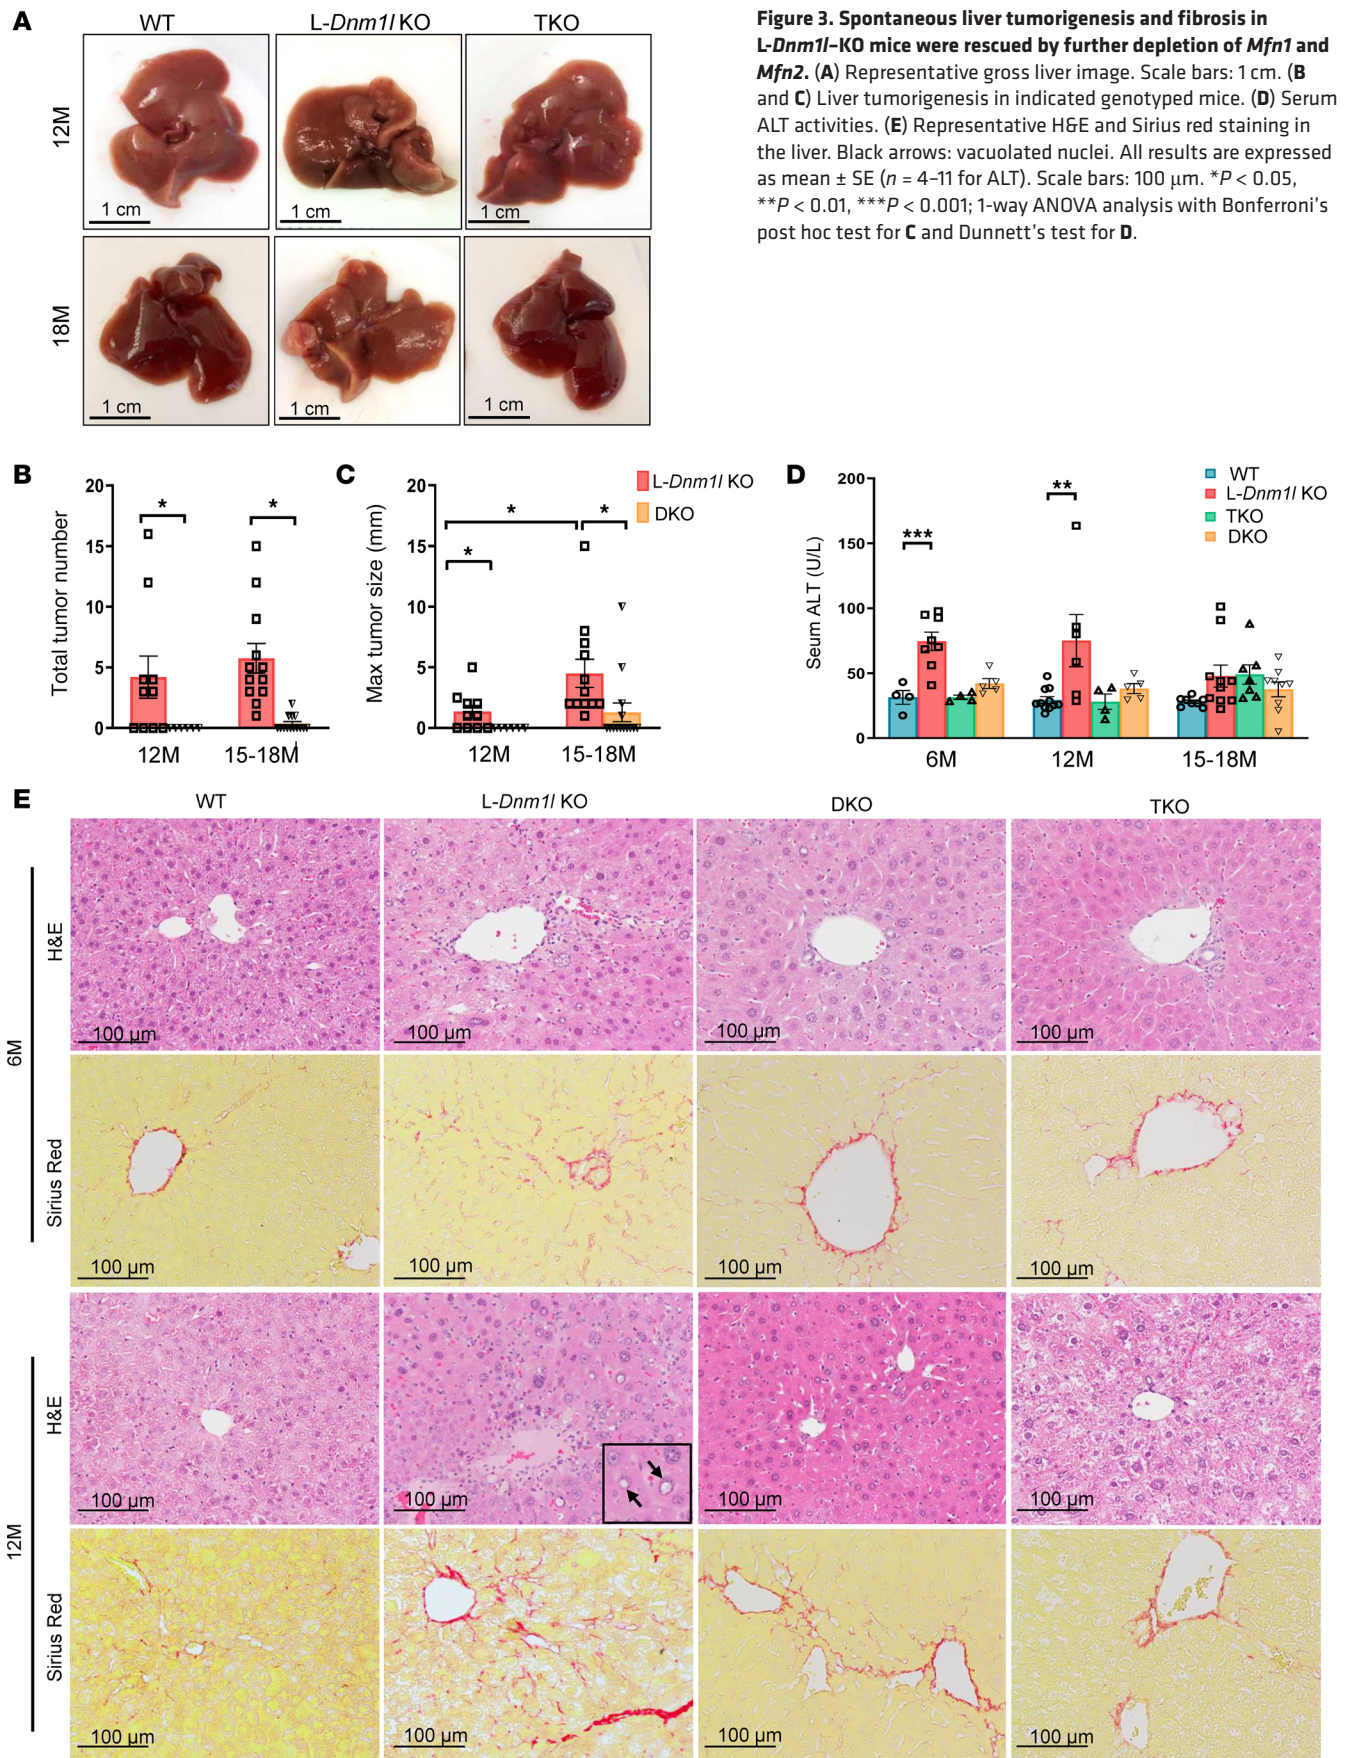 A
WT
L-Dnm1l KO
TKO
12M
1 cm
1 cm
1 cm
18M
1 cm
1 cm
1 cm
Figure 3. Spontaneous liver tumorigenesis and fibrosis in
L-Dnm1l–KO mice were rescued by further depletion of Mfn1 and
Mfn2. (A) Representative gross liver image. Scale bars: 1 cm. (B
and C) Liver tumorigenesis in indicated genotyped mice. (D) Serum
ALT activities. (E) Representative H&E and Sirius red staining in
the liver. Black arrows: vacuolated nuclei. All results are expressed
as mean ± SE (n = 4–11 for ALT). Scale bars: 100 μm. *P < 0.05,
**P < 0.01, ***P < 0.001; 1-way ANOVA analysis with Bonferroni's
post hoc test for C and Dunnett's test for D.
B
Total tumor number
20
15
10
5
0
*
*
12M
15-18M
C
Max tumor size (mm)
20
15
10
5
0
*
*
*
12M
15-18M
L-Dnm1l KO
DKO
D
Seum ALT (U/L)
200
150
100
50
0
***
**
6M
12M
15-18M
WT
L-Dnm1l KO
TKO
DKO
E
WT
L-Dnm1l KO
DKO
TKO
6M
H&E
100 μm
100 μm
100 μm
100 μm
Sirius Red
100 μm
100 μm
100 μm
100 μm
12M
H&E
100 μm
100 μm
100 μm
100 μm
Sirius Red
100 μm
100 μm
100 μm
100 μm